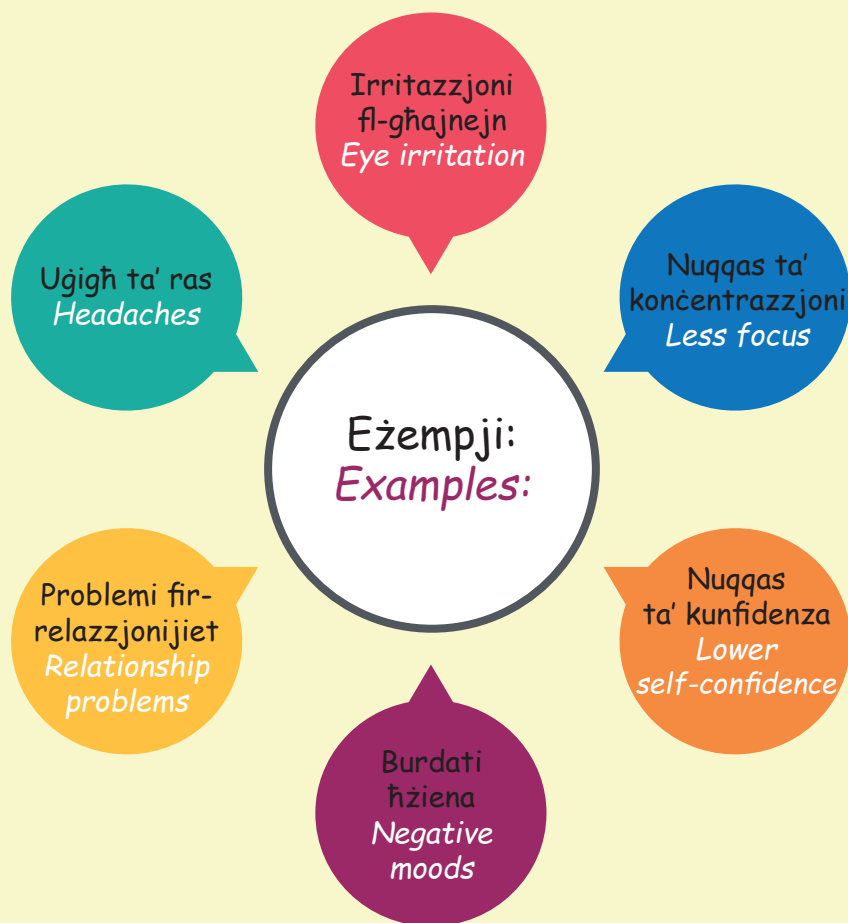 Irritazzjoni
fl-għajnejn
Eye irritation
Uġigħ ta’ ras
Headaches
Nuqqas ta’
konċentrazzjoni
Less focus
Eżempji:
Examples:
Problemi fir-
relazzjonijiet
Relationship
problems
Nuqqas
ta’ kunfidenza
Lower
self-confidence
Burdati
ħżiena
Negative
moods